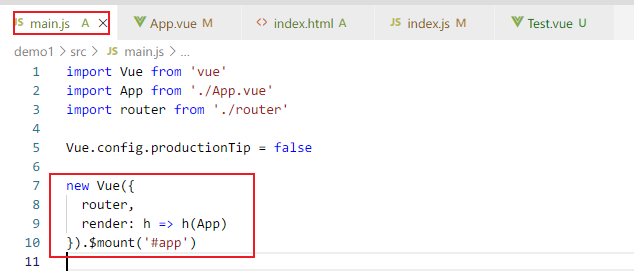 JS main.js A × App.vue M <> index.html A JS index.js M Test.vue U
demo1 > src > JS main.js > ...
1 import Vue from 'vue'
2 import App from './App.vue'
3 import router from './router'
4
5 Vue.config.productionTip = false
6
7 new Vue({
8 router,
9 render: h => h(App)
10 }).$mount('#app')
11